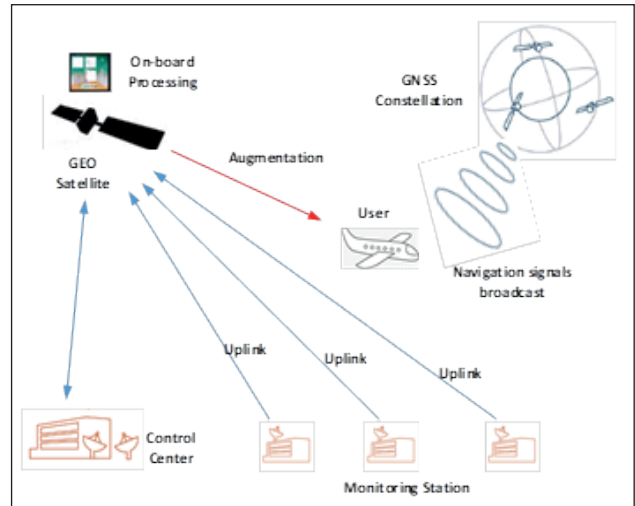 On-board
Processing
GNSS
Constellation
GEO
Satellite
Augmentation
User
Navigation signals
broadcast
Uplink
Uplink
Uplink
Control
Center
Monitoring Station